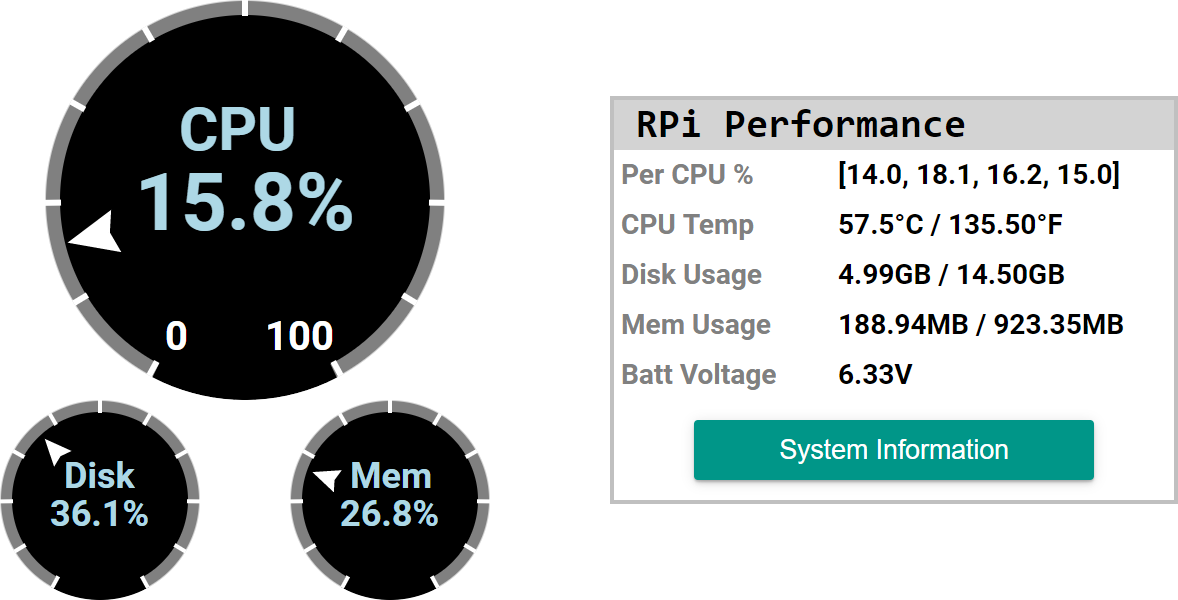 CPU
15.8%
0 100
Disk
36.1%
Mem
26.8%
RPi Performance
Per CPU % [14.0, 18.1, 16.2, 15.0]
CPU Temp 57.5°C / 135.50°F
Disk Usage 4.99GB / 14.50GB
Mem Usage 188.94MB / 923.35MB
Batt Voltage 6.33V
System Information